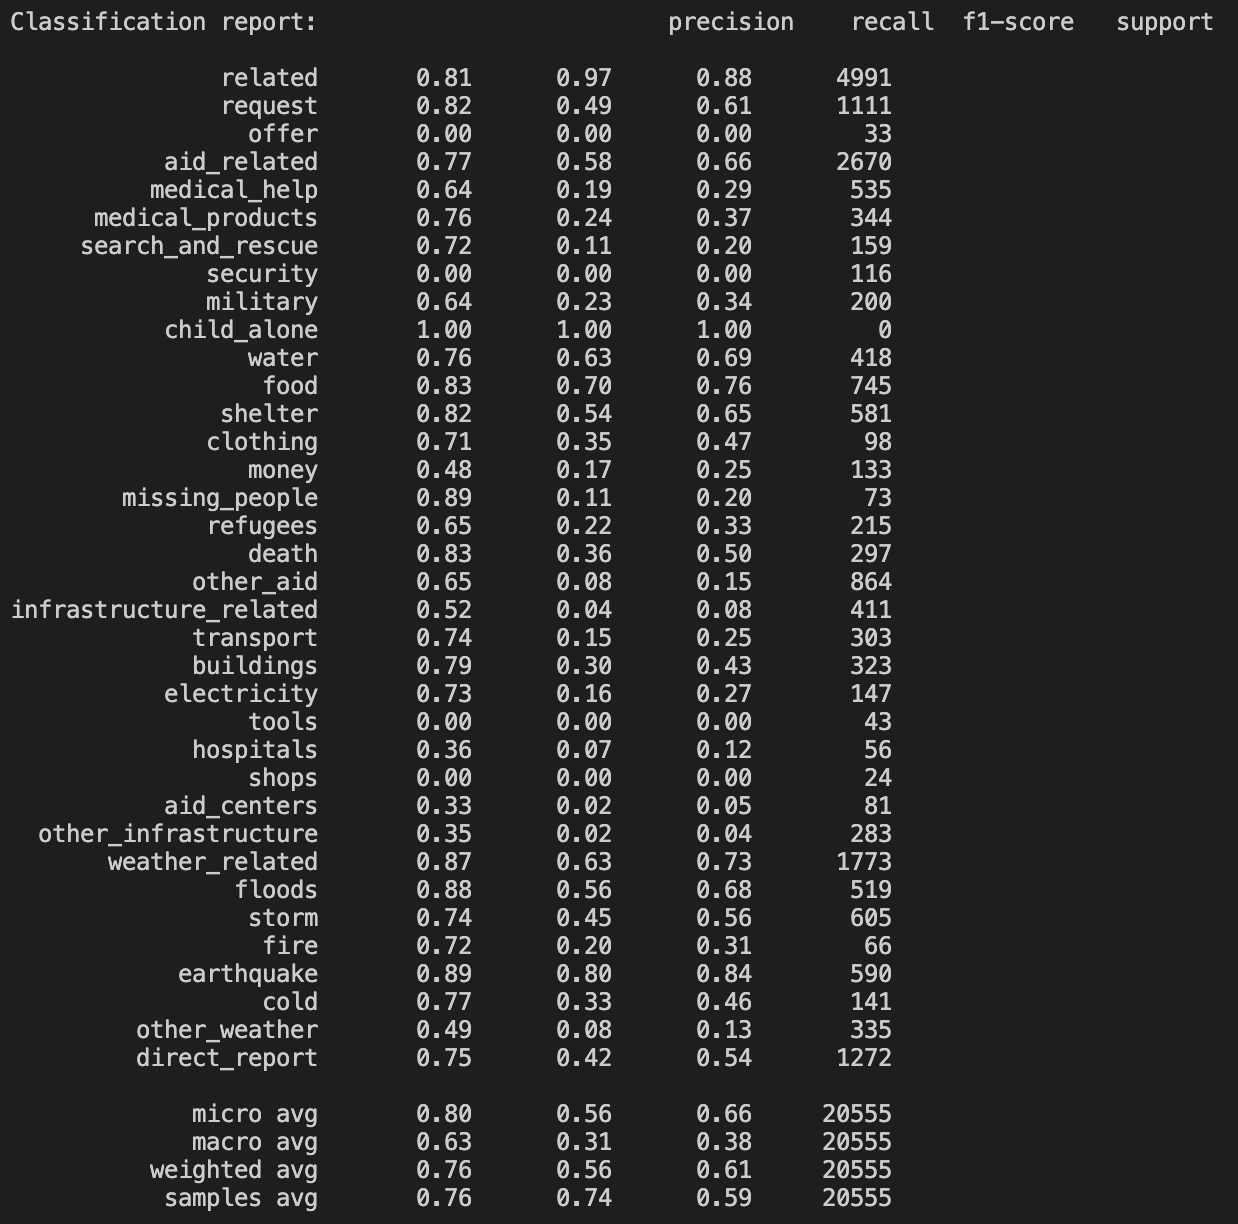 Classification report:                         precision    recall  f1-score   support

               related       0.81      0.97      0.88      4991
               request       0.82      0.49      0.61      1111
                 offer       0.00      0.00      0.00        33
           aid_related       0.77      0.58      0.66      2670
          medical_help       0.64      0.19      0.29       535
      medical_products       0.76      0.24      0.37       344
     search_and_rescue       0.72      0.11      0.20       159
              security       0.00      0.00      0.00       116
              military       0.64      0.23      0.34       200
           child_alone       1.00      1.00      1.00         0
                 water       0.76      0.63      0.69       418
                  food       0.83      0.70      0.76       745
               shelter       0.82      0.54      0.65       581
              clothing       0.71      0.35      0.47        98
                 money       0.48      0.17      0.25       133
        missing_people       0.89      0.11      0.20        73
              refugees       0.65      0.22      0.33       215
                 death       0.83      0.36      0.50       297
             other_aid       0.65      0.08      0.15       864
infrastructure_related       0.52      0.04      0.08       411
             transport       0.74      0.15      0.25       303
             buildings       0.79      0.30      0.43       323
           electricity       0.73      0.16      0.27       147
                 tools       0.00      0.00      0.00        43
             hospitals       0.36      0.07      0.12        56
                 shops       0.00      0.00      0.00        24
           aid_centers       0.33      0.02      0.05        81
  other_infrastructure       0.35      0.02      0.04       283
       weather_related       0.87      0.63      0.73      1773
                floods       0.88      0.56      0.68       519
                 storm       0.74      0.45      0.56       605
                  fire       0.72      0.20      0.31        66
            earthquake       0.89      0.80      0.84       590
                  cold       0.77      0.33      0.46       141
         other_weather       0.49      0.08      0.13       335
         direct_report       0.75      0.42      0.54      1272

             micro avg       0.80      0.56      0.66     20555
             macro avg       0.63      0.31      0.38     20555
          weighted avg       0.76      0.56      0.61     20555
           samples avg       0.76      0.74      0.59     20555